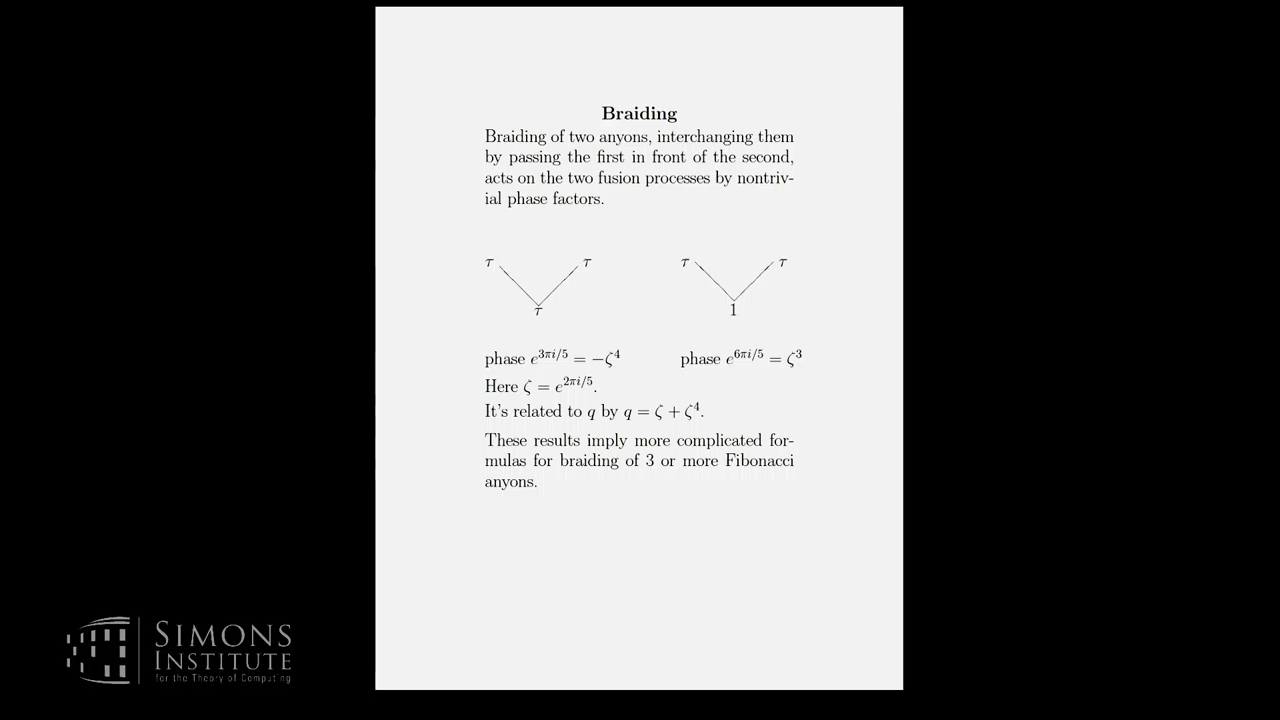 Braiding
Braiding of two anyons, interchanging them
by passing the first in front of the second,
acts on the two fusion processes by nontriv-
ial phase factors.
τ τ τ τ
τ 1
phase e^{3πi/5} = −ζ^4 phase e^{6πi/5} = ζ^3
Here ζ = e^{2πi/5}.
It's related to q by q = ζ + ζ^4.
These results imply more complicated for-
mulas for braiding of 3 or more Fibonacci
anyons.
SIMONS
INSTITUTE
for the Theory of Computing